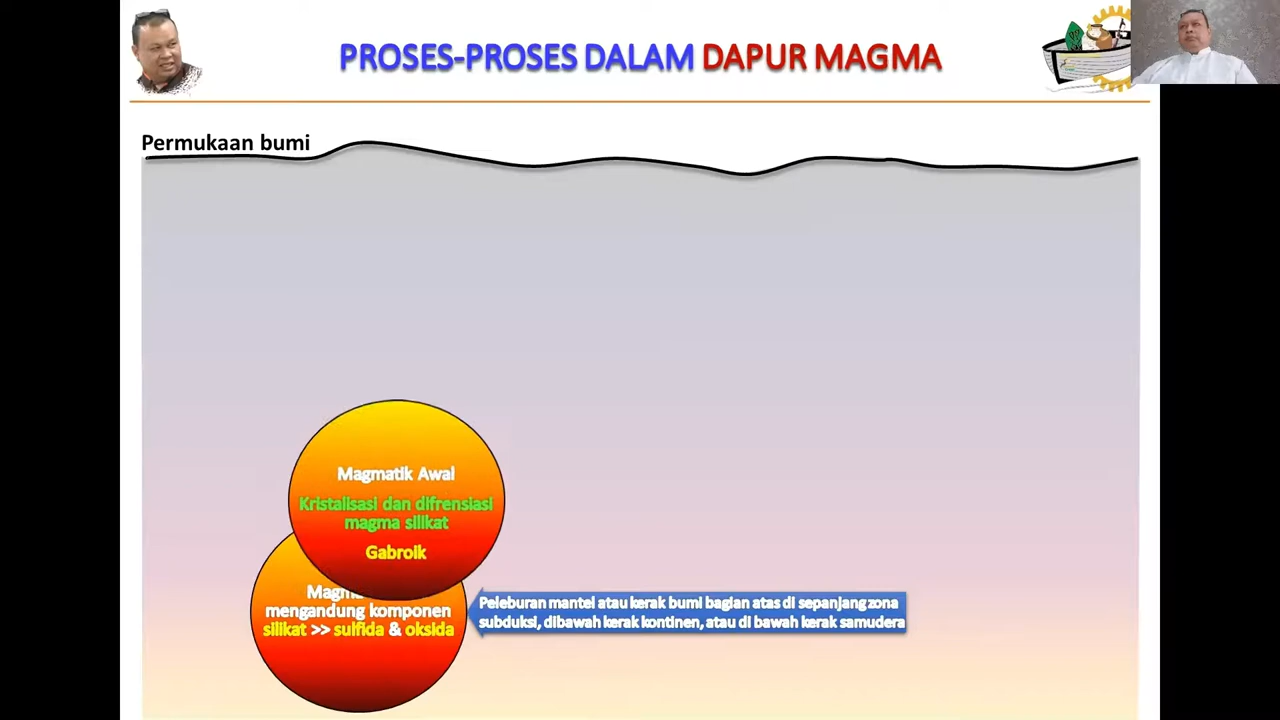 PROSES-PROSES DALAM DAPUR MAGMA
Permukaan bumi
Magmatik Awal
Kristalisasi dan difrensiasi
magma silikat
Gabroik
mengandung komponen
silikat >> sulfida & oksida
Peleburan mantel atau kerak bumi bagian atas di sepanjang zona
subduksi, dibawah kerak kontinen, atau di bawah kerak samudera